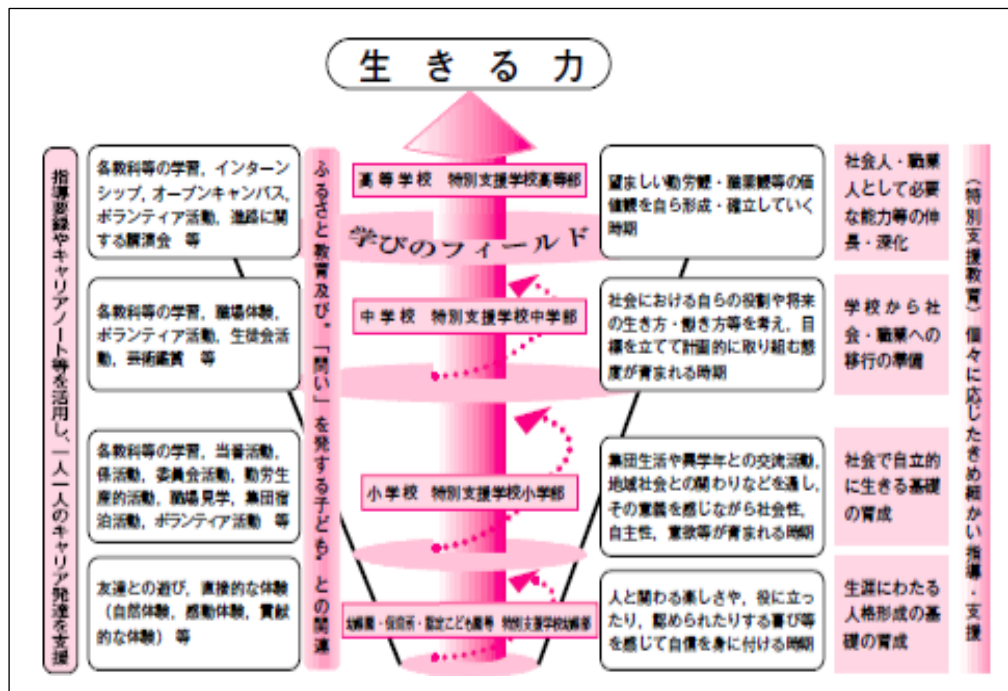 生きる力
指導要録やキャリアノート等を活用し、一人一人のキャリア発達を支援
各教科等の学習，インターン
シップ，オープンキャンパス，
ボランティア活動，進路に関
する講演会　等
各教科等の学習，職場体験，
ボランティア活動，生徒会活
動，芸術鑑賞　等
各教科等の学習，当番活動，
係活動，委員会活動，勤労生
産的活動，職場見学，集団宿
泊活動，ボランティア活動　等
友達との遊び，直接的な体験
（自然体験，感動体験，貢献
的な体験）等
ふるさと教育及び，「問い」を発する子ども，との関連
高等学校　特別支援学校高等部
学びのフィールド
中学校　特別支援学校中学部
小学校　特別支援学校小学部
幼稚園・保育所・認定こども園等　特別支援学校幼稚部
望ましい勤労観・職業観等の価
値観を自ら形成・確立していく
時期
社会における自らの役割や将来
の生き方・働き方等を考え，目
標を立てて計画的に取り組む態
度が育まれる時期
集団生活や異学年との交流活動，
地域社会との関わりなどを通し，
その意義を感じながら社会性，
自主性，意欲等が育まれる時期
人と関わる楽しさや，役に立った
り，認められたりする喜び等
を感じて自信を身に付ける時期
社会人・職業
人として必要
な能力等の伸
長・深化
学校から社
会・職業への
移行の準備
社会で自立的
に生きる基礎
の育成
生涯にわたる
人格形成の基
礎の育成
（特別支援教育）個々に応じたきめ細かい指導・支援